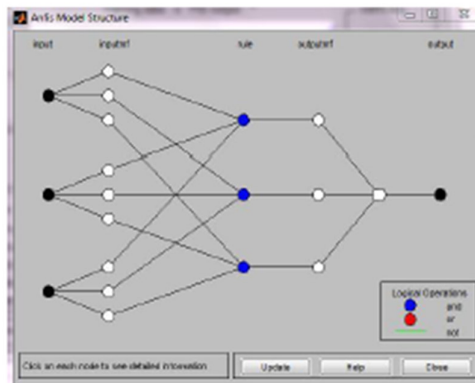 Anfis Model Structure
input inputmf rule outputmf output
Logical Operations
and
or
not
Click on each node to see detailed information
Update Help Close